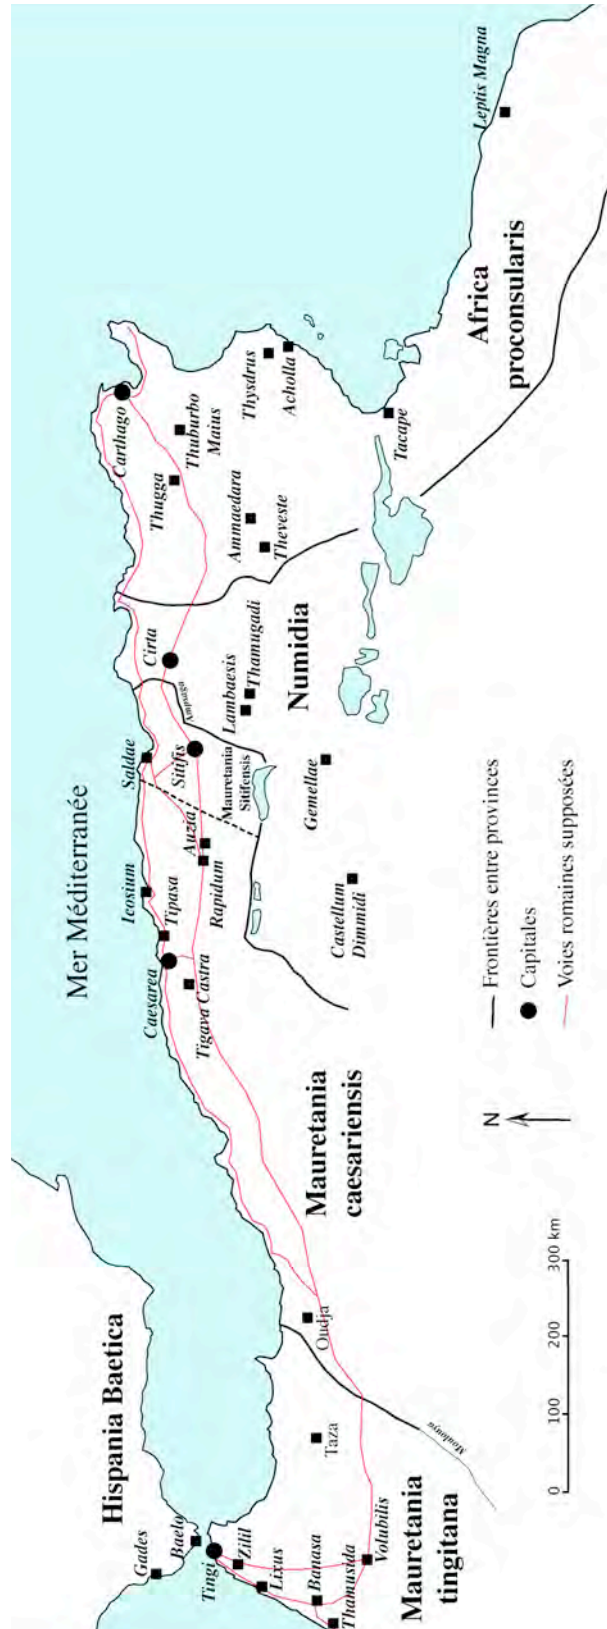 Mer Méditerranée
Hispania Baetica
Gades
Baelo
Tingi
Zilil
Lixus
Banasa
Thamusida
Volubilis
Mauretania
tingitana
Taza
Moulouya
Oudja
Mauretania
caesariensis
Caesarea
Tigava Castra
Tipasa
Icosium
Rapidum
Auzia
Saldae
Sitifis
Mauretania
Sitifensis
Ampsaga
Castellum
Dimmidi
Gemellae
Cirta
Lambaesis
Thamugadi
Numidia
Carthago
Thugga
Thuburbo
Maius
Ammaedara
Theveste
Thysdrus
Acholla
Tacape
Africa
proconsularis
Leptis Magna
0 100 200 300 km
N
Frontières entre provinces
Capitales
Voies romaines supposées